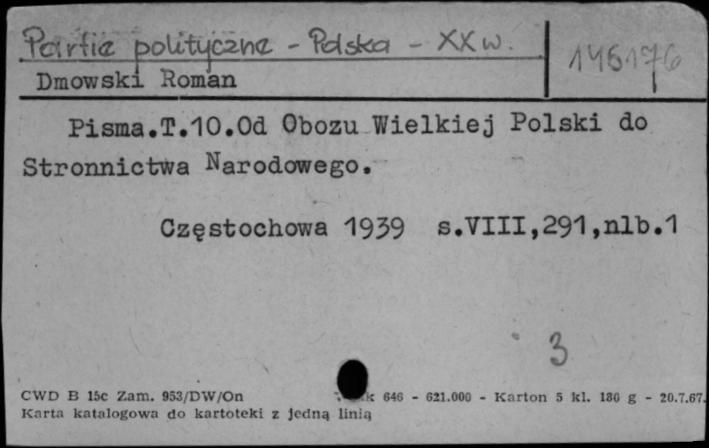 Partie polityczne - Polska - XX w.
146176
Dmowski Roman
Pisma.T.10.Od Obozu Wielkiej Polski do
Stronnictwa Narodowego.
Częstochowa 1939 s.VIII,291,nlb.1
3
CWD B 15c Zam. 953/DW/On 646 - 621.000 - Karton 5 kl. 180 g - 20.7.67.
Karta katalogowa do kartoteki z jedną linią